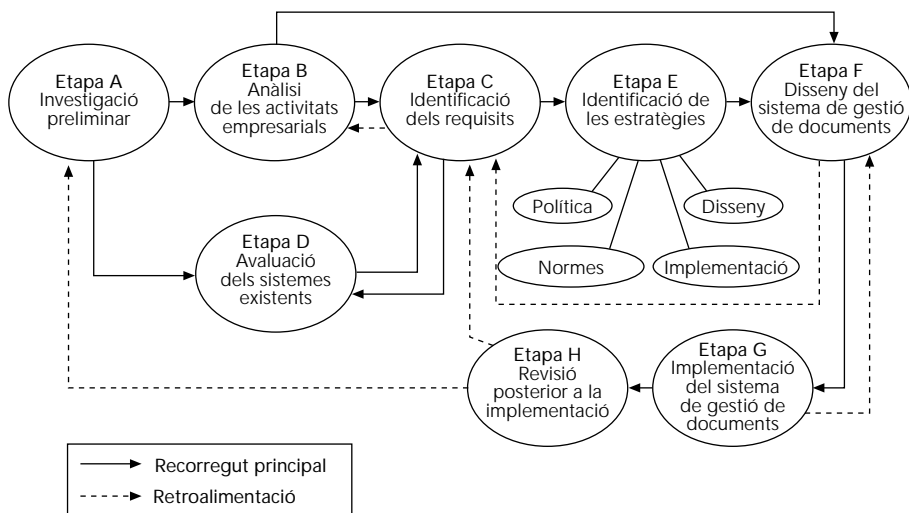 Etapa A
Investigació
preliminar
Etapa B
Anàlisi
de les activitats
empresarials
Etapa C
Identificació
dels requisits
Etapa E
Identificació de
les estratègies
Etapa F
Disseny del
sistema de gestió
de documents
Política
Disseny
Normes
Implementació
Etapa D
Avaluació
dels sistemes
existents
Etapa H
Revisió
posterior a la
implementació
Etapa G
Implementació
del sistema
de gestió de
documents
Recorregut principal
Retroalimentació